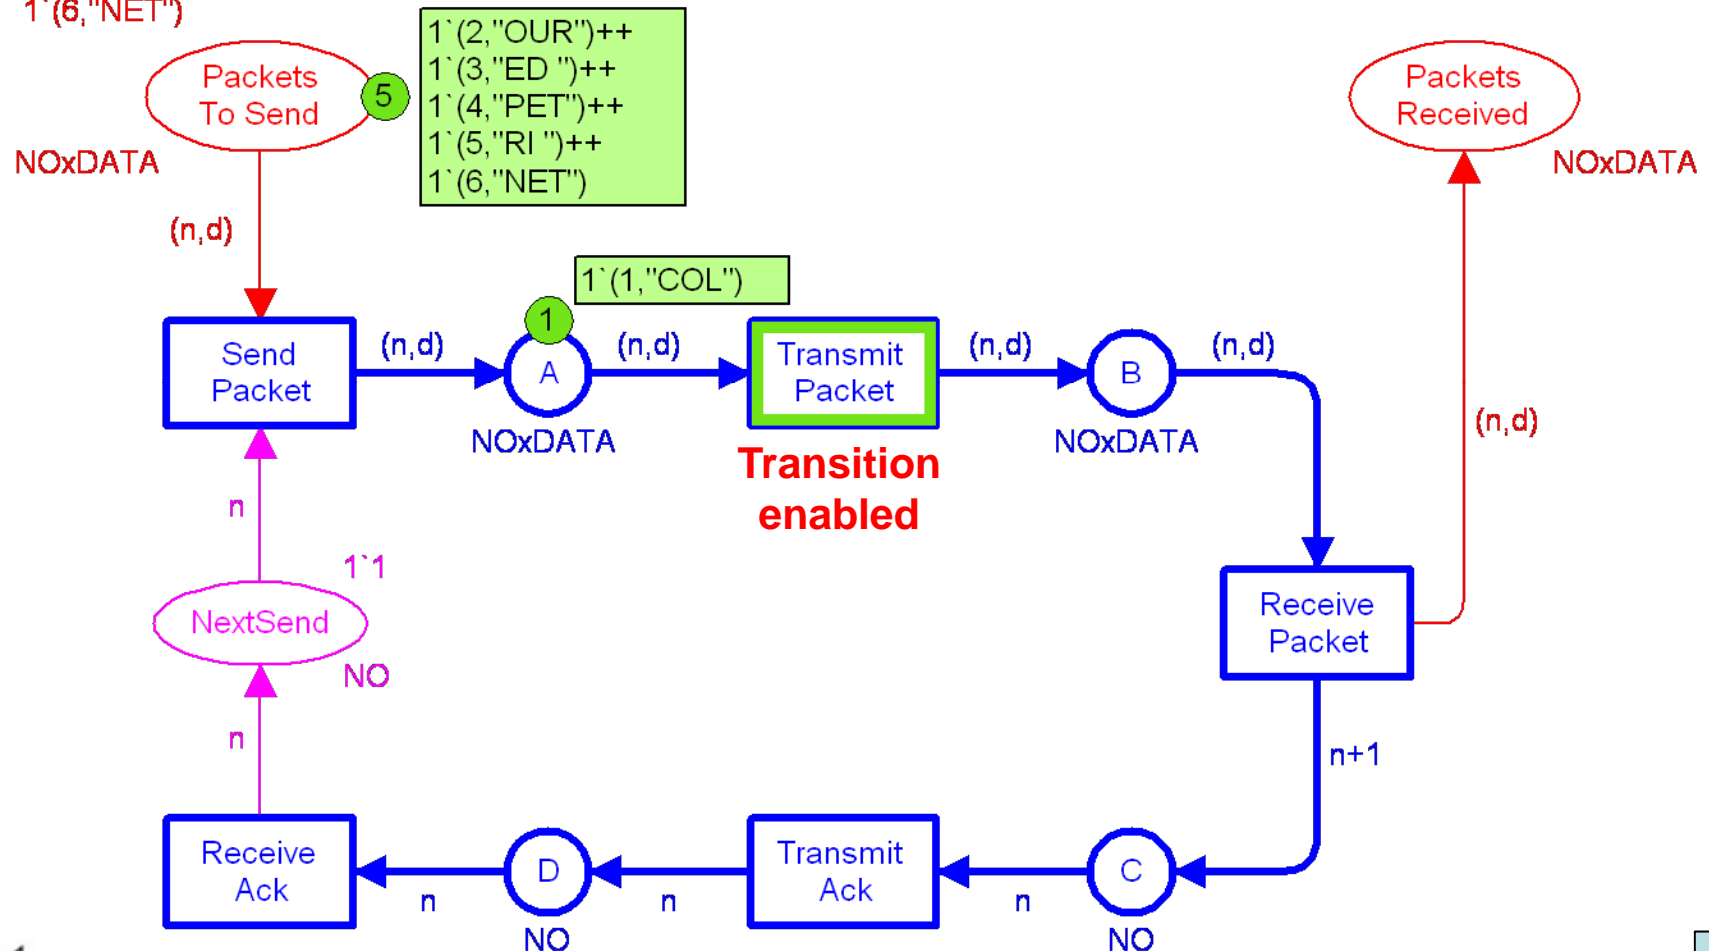 1`(6,"NET")
Packets
To Send
5
1`(2,"OUR")++
1`(3,"ED ")++
1`(4,"PET")++
1`(5,"RI ")++
1`(6,"NET")
Packets
Received
NOxDATA
NOxDATA
(n,d)
1`(1,"COL")
1
Send
Packet
(n,d)
A
(n,d)
Transmit
Packet
(n,d)
B
(n,d)
NOxDATA
NOxDATA
(n,d)
Transition
enabled
n
1`1
NextSend
NO
Receive
Packet
n
n+1
Receive
Ack
n
D
n
Transmit
Ack
n
C
NO
NO